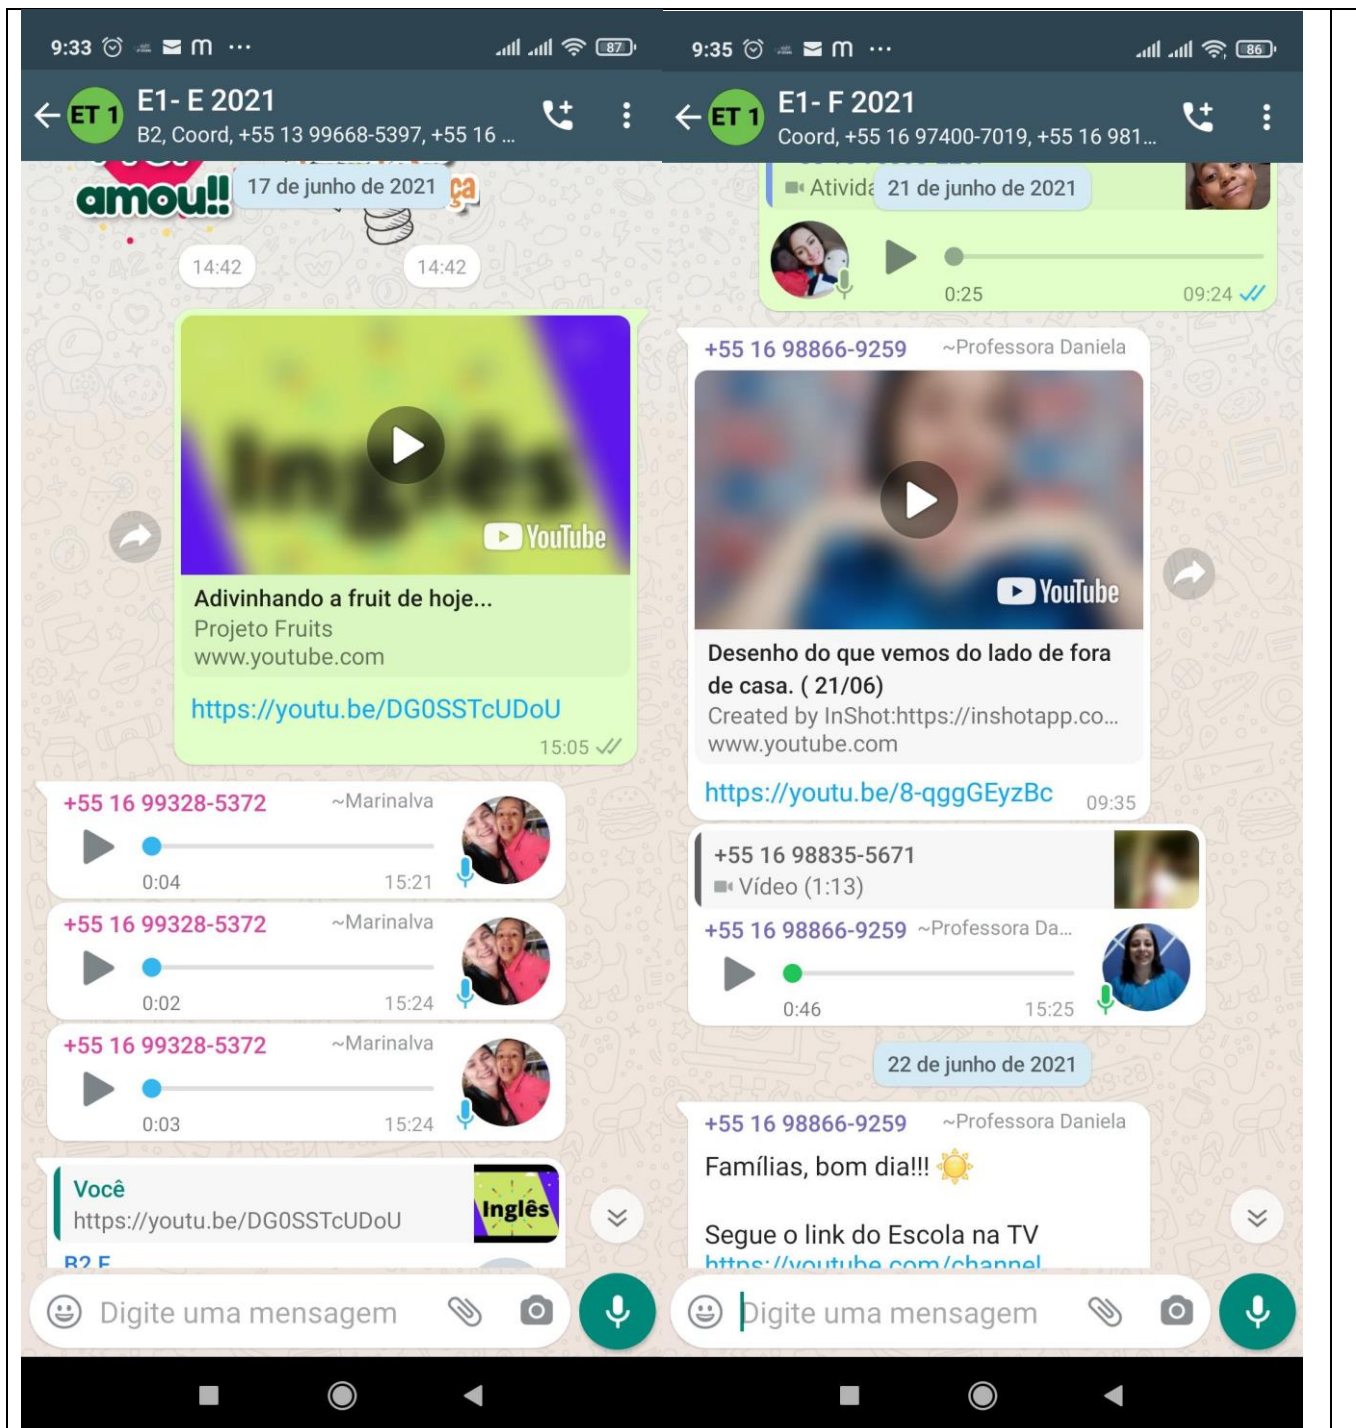 9:33
87
E1- E 2021
B2, Coord, +55 13 99668-5397, +55 16 ...
amou!!
17 de junho de 2021
ça
14:42
14:42
Inglês
YouTube
Adivinhando a fruit de hoje...
Projeto Fruits
www.youtube.com
https://youtu.be/DG0SSTcUDoU
15:05
+55 16 99328-5372 ~Marinalva
0:04 15:21
+55 16 99328-5372 ~Marinalva
0:02 15:24
+55 16 99328-5372 ~Marinalva
0:03 15:24
Você
https://youtu.be/DG0SSTcUDoU
Inglês
B2 E
Digite uma mensagem
9:35
86
E1- F 2021
Coord, +55 16 97400-7019, +55 16 981...
Ativida
21 de junho de 2021
0:25 09:24
+55 16 98866-9259 ~Professora Daniela
YouTube
Desenho do que vemos do lado de fora
de casa. ( 21/06)
Created by InShot:https://inshotapp.co...
www.youtube.com
https://youtu.be/8-qggGEyzBc
09:35
+55 16 98835-5671
Vídeo (1:13)
+55 16 98866-9259 ~Professora Da...
0:46 15:25
22 de junho de 2021
+55 16 98866-9259 ~Professora Daniela
Famílias, bom dia!!!
Segue o link do Escola na TV
https://youtube.com/channel
Digite uma mensagem